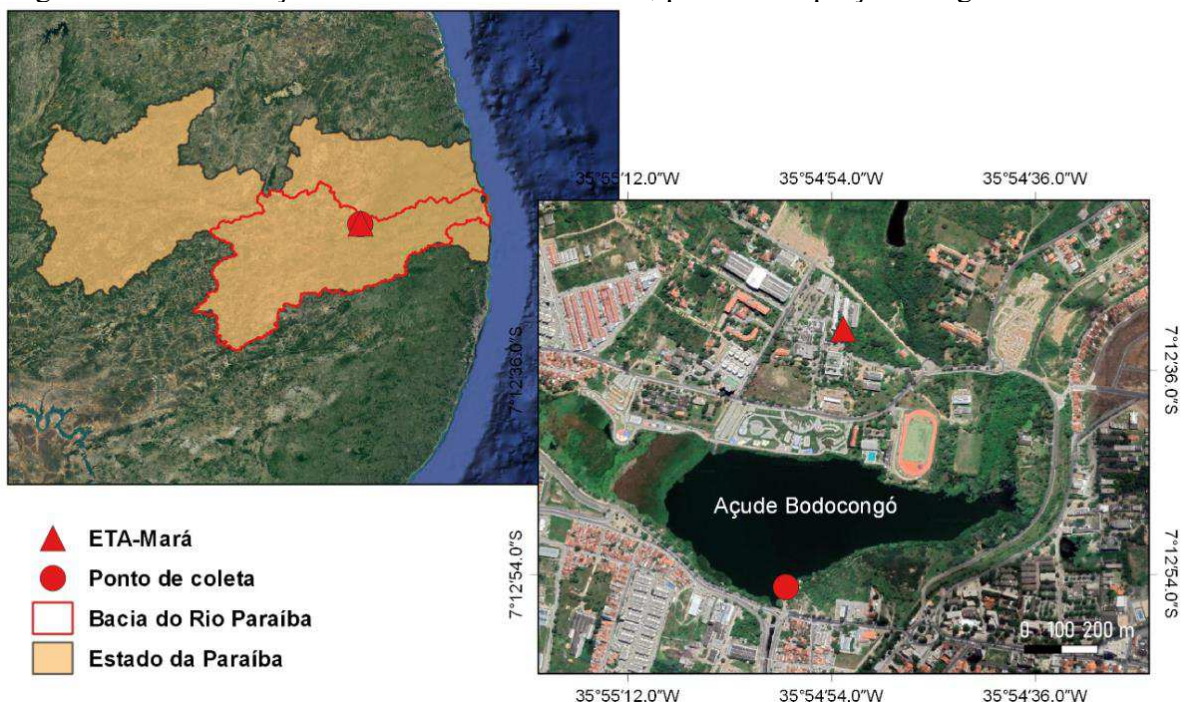 35°55'12.0"W 35°54'54.0"W 35°54'36.0"W
7°12'36.0"S
7°12'36.0"S
Açude Bodocongó
7°12'54.0"S
7°12'54.0"S
0 100 200 m
35°55'12.0"W 35°54'54.0"W 35°54'36.0"W
ETA-Mará
Ponto de coleta
Bacia do Rio Paraíba
Estado da Paraíba